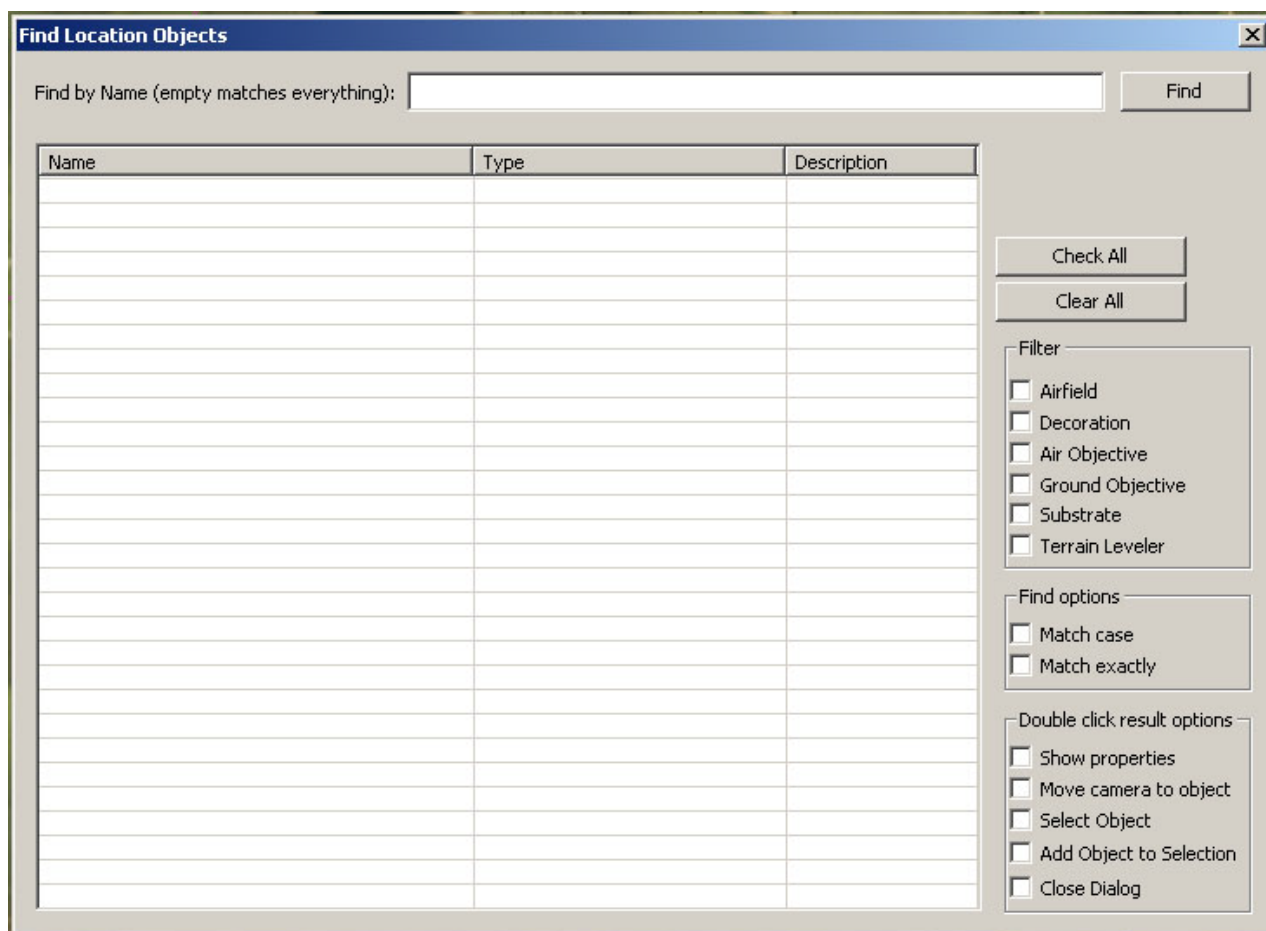 Find Location Objects
Find by Name (empty matches everything):
Find
Name Type Description
Check All
Clear All
Filter
Airfield
Decoration
Air Objective
Ground Objective
Substrate
Terrain Leveler
Find options
Match case
Match exactly
Double click result options
Show properties
Move camera to object
Select Object
Add Object to Selection
Close Dialog